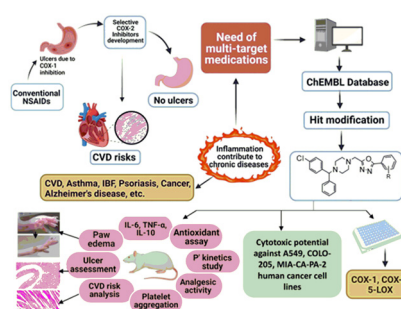 Ulcers due to
COX-1
inhibition
Selective
COX-2
Inhibitors
development
Need of
multi-target
medications
Conventional
NSAIDs
No ulcers
ChEMBL Database
Hit modification
CVD risks
Inflammation
contribute to
chronic diseases
CVD, Asthma, IBF, Psoriasis, Cancer,
Alzheimer's disease, etc.
Cl
N
N
O
N-N
R
Paw
edema
IL-6, TNF-α,
IL-10
Antioxidant
assay
Ulcer
assessment
P' kinetics
study
CVD risk
analysis
Analgesic
activity
Platelet
aggregation
Cytotoxic potential
against A549, COLO-
205, MIA-CA-PA-2
human cancer cell
lines
COX-1, COX-
5-LOX